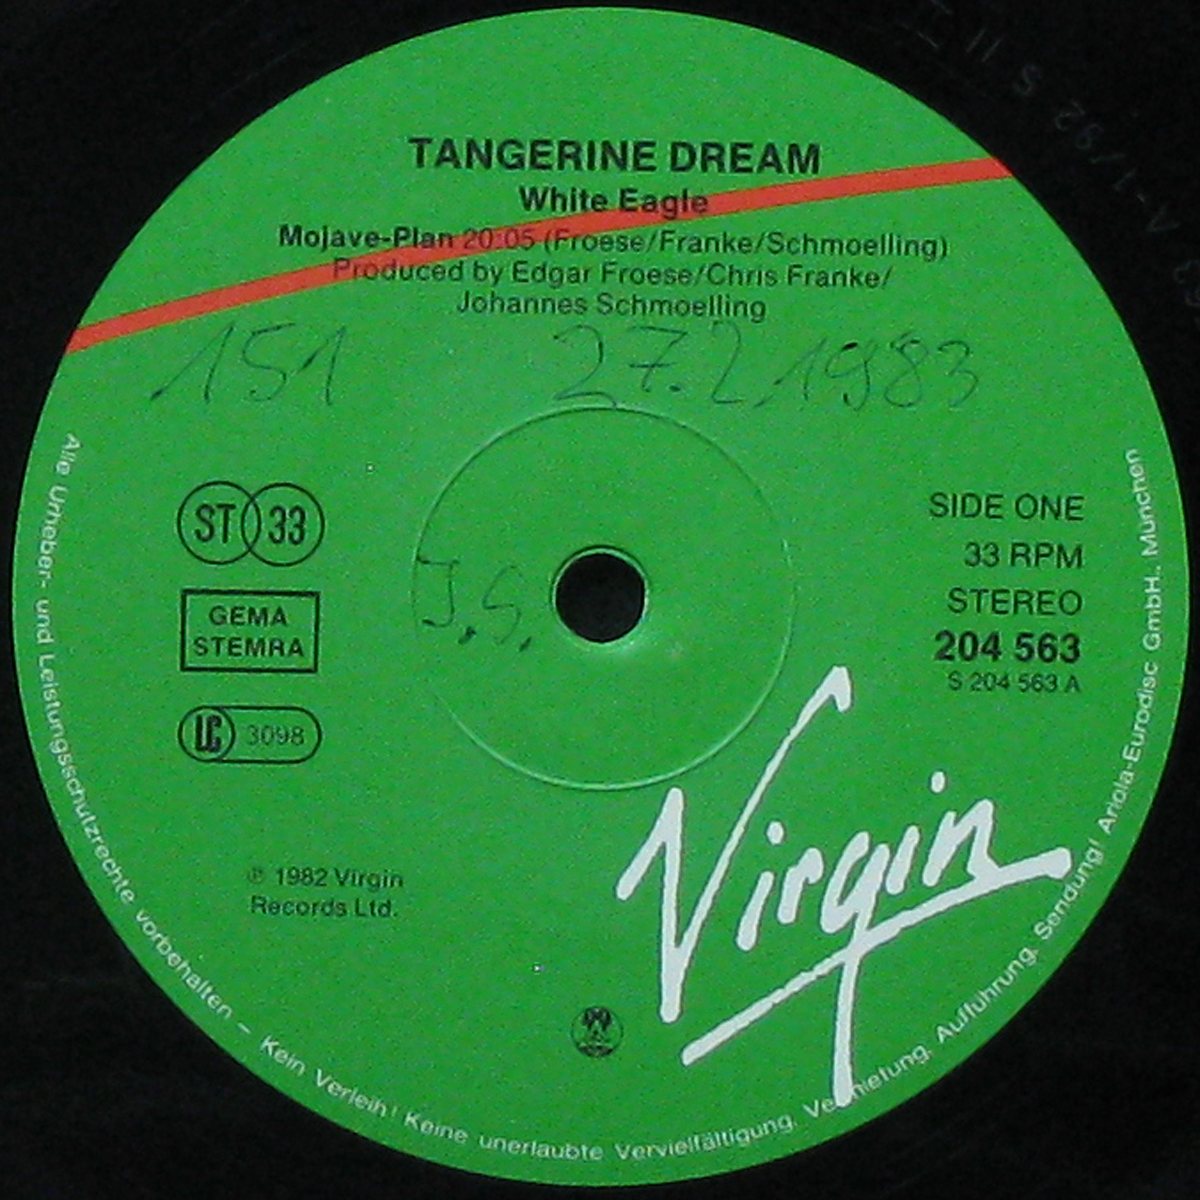 TANGERINE DREAM
White Eagle
Mojave-Plan 20:05 (Froese/Franke/Schmoelling)
Produced by Edgar Froese/Chris Franke/
Johannes Schmoelling
151 27.2.1983
ST 33
GEMA
STEMRA
LC 3098
J.S.
SIDE ONE
33 RPM
STEREO
204 563
S 204 563 A
℗ 1982 Virgin
Records Ltd.
Virgin
Alle Urheber- und Leistungsschutzrechte vorbehalten – Kein Verleih! Keine unerlaubte Vervielfältigung, Vermietung, Aufführung, Sendung! Ariola-Eurodisc GmbH., München